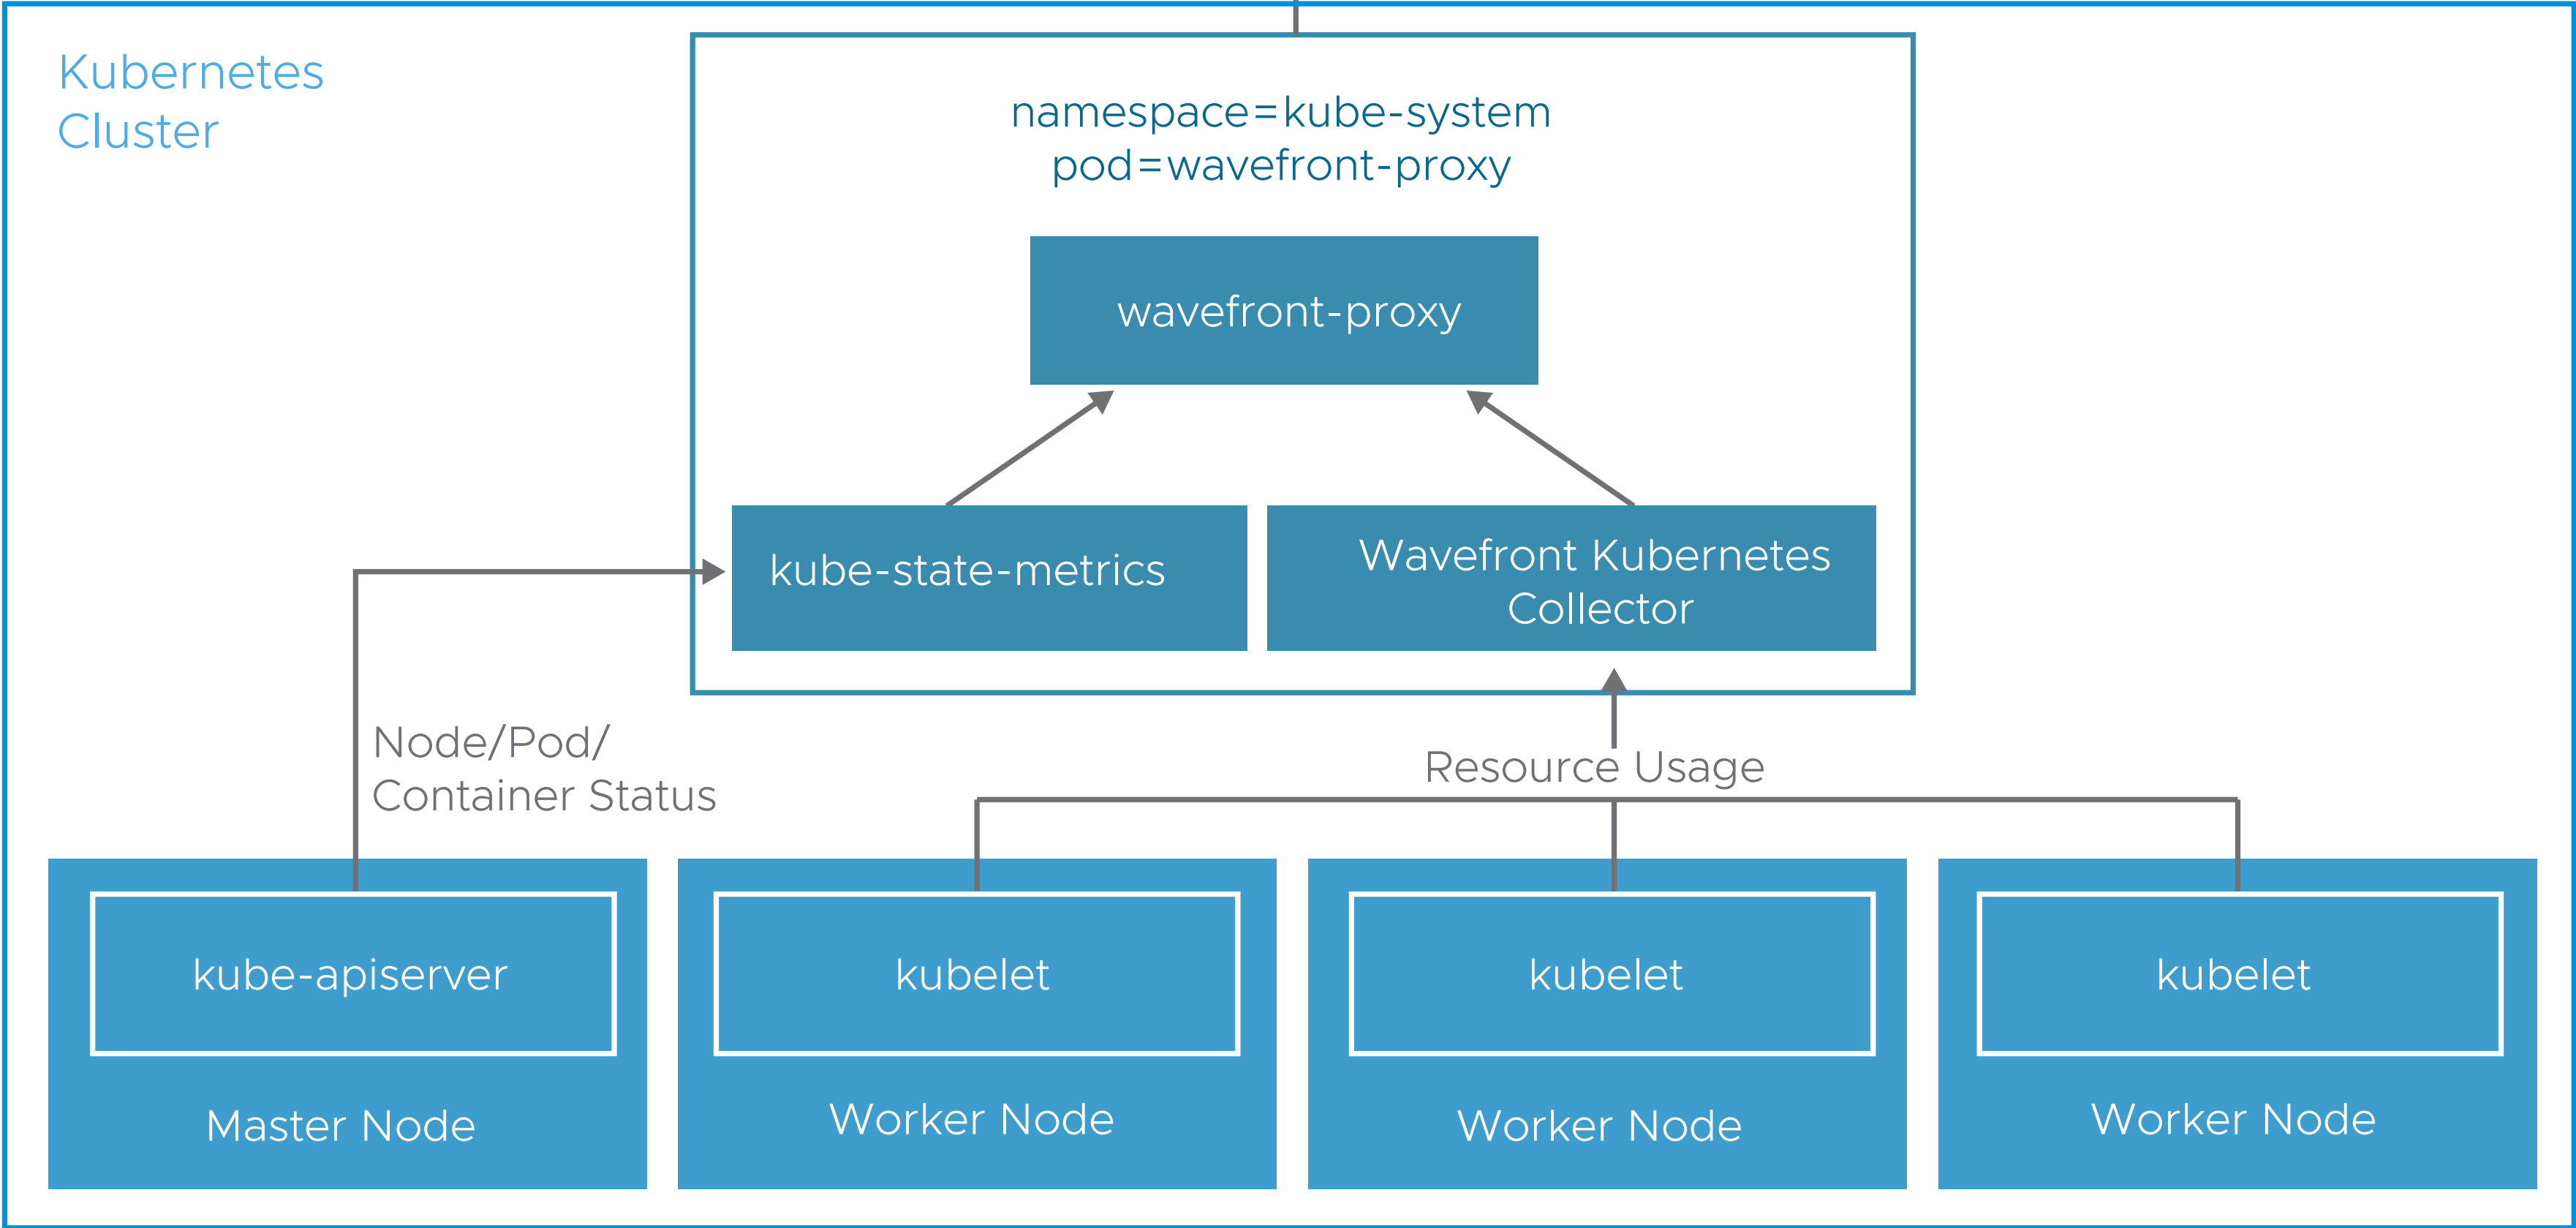 Kubernetes
Cluster
namespace=kube-system
pod=wavefront-proxy
wavefront-proxy
kube-state-metrics
Wavefront Kubernetes
Collector
Node/Pod/
Container Status
Resource Usage
kube-apiserver
Master Node
kubelet
Worker Node
kubelet
Worker Node
kubelet
Worker Node